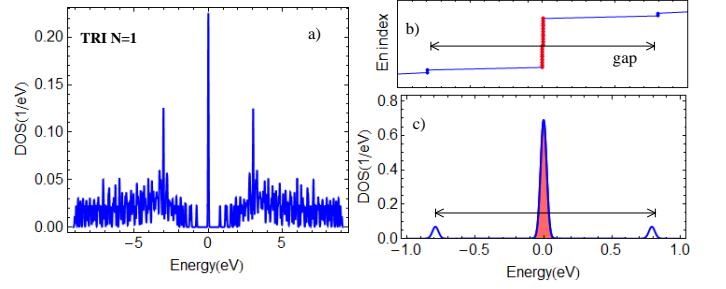 TRI N=1
a)
DOS(1/eV)
0.20
0.15
0.10
0.05
0.00
−5
0
5
Energy(eV)
b)
En index
gap
c)
DOS(1/eV)
0.8
0.6
0.4
0.2
0.0
−1.0
−0.5
0.0
0.5
1.0
Energy(eV)